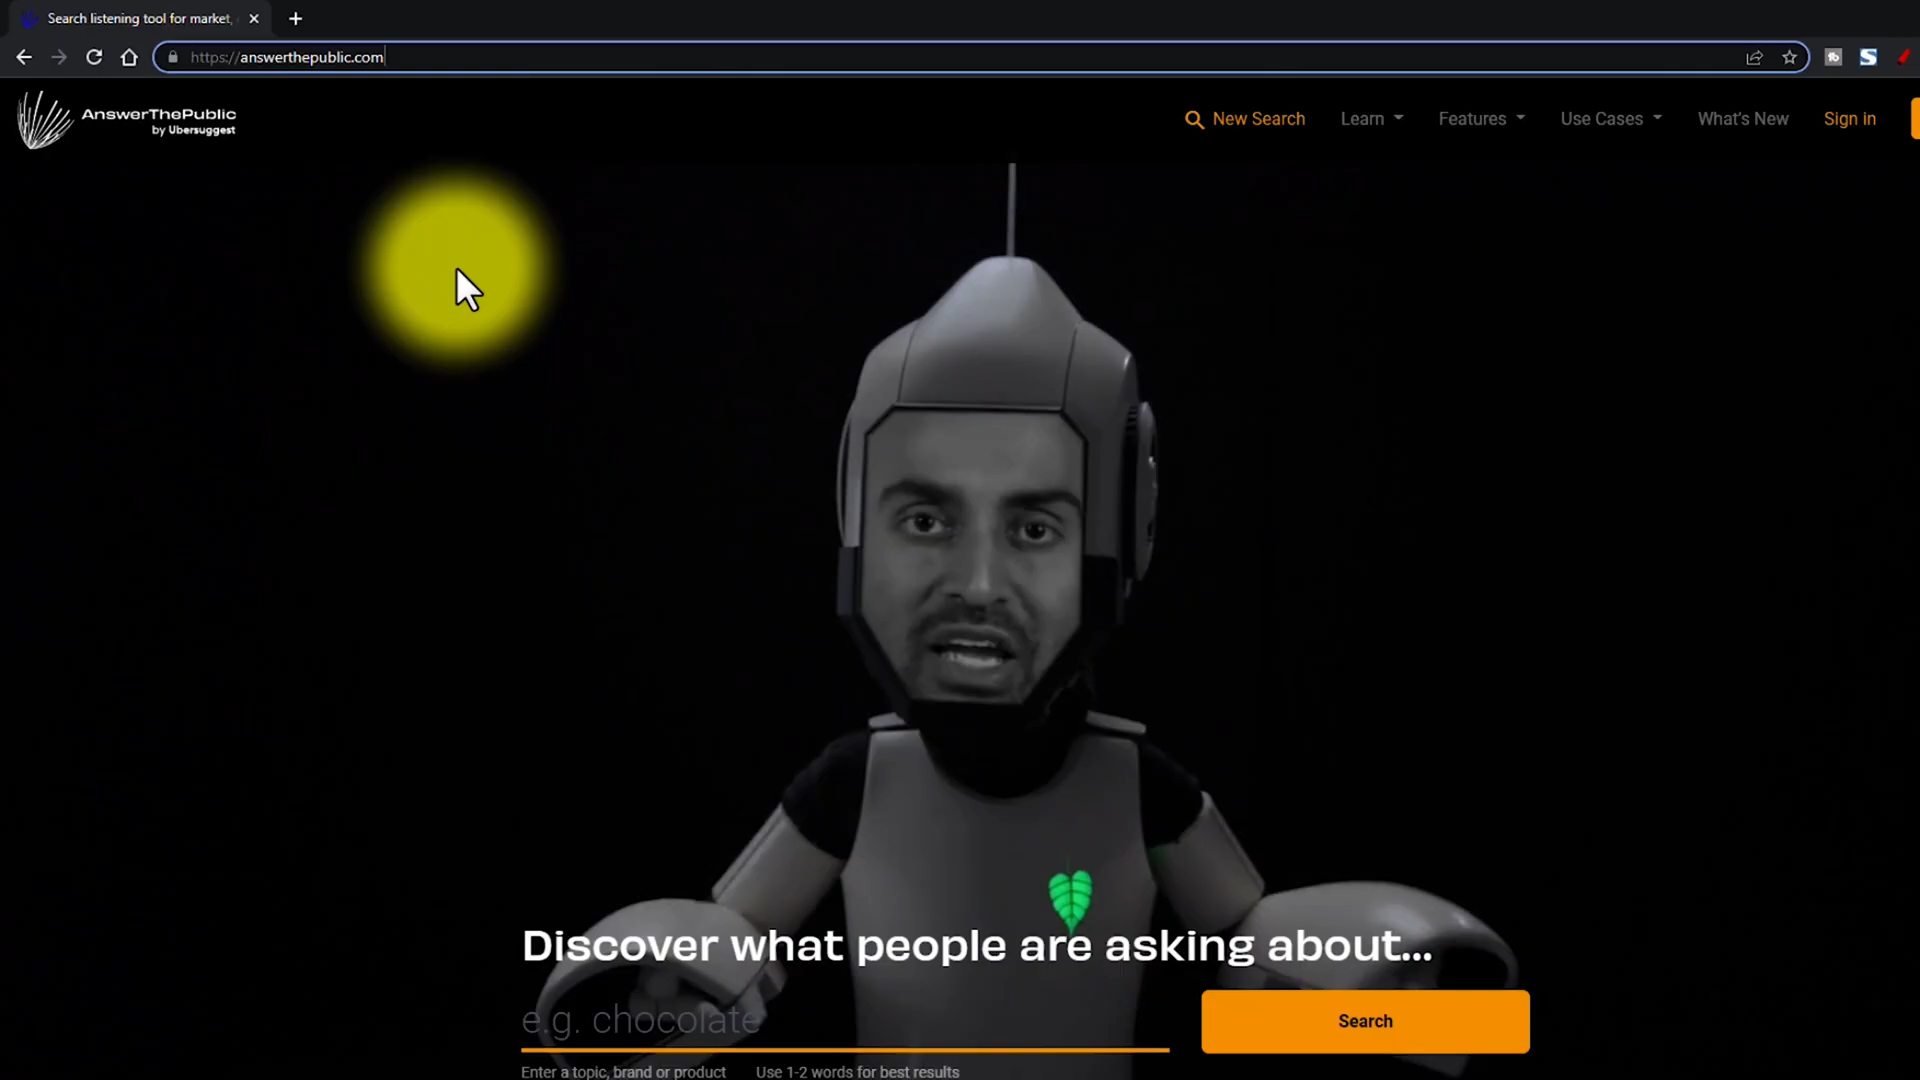 Search listening tool for market,
https://answerthepublic.com
AnswerThePublic
by Ubersuggest
New Search
Learn
Features
Use Cases
What's New
Sign in
Discover what people are asking about...
e.g. chocolate
Search
Enter a topic, brand or product
Use 1-2 words for best results